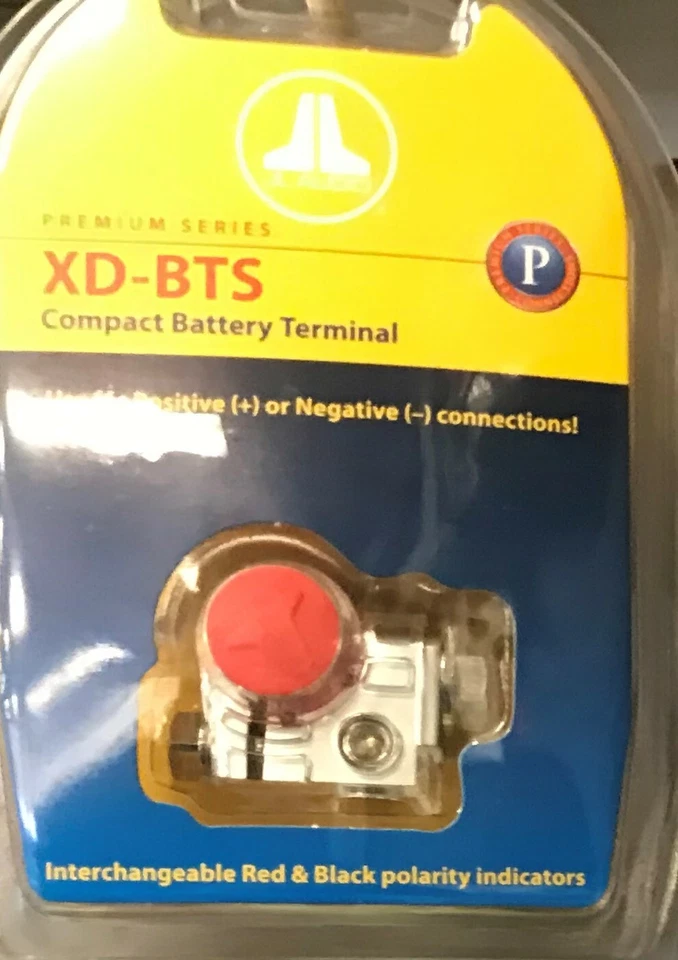 PREMIUM SERIES
XD-BTS
P
Compact Battery Terminal
Positive (+) or Negative (–) connections!
Interchangeable Red & Black polarity indicators